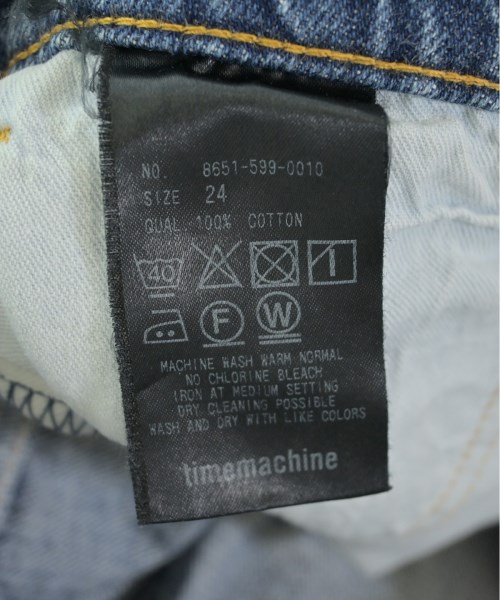 NO. 8651-599-0010
SIZE 24
QUAL 100% COTTON
40
F W
MACHINE WASH WARM NORMAL
NO CHLORINE BLEACH
IRON AT MEDIUM SETTING
DRY CLEANING POSSIBLE
WASH AND DRY WITH LIKE COLORS
timemachine